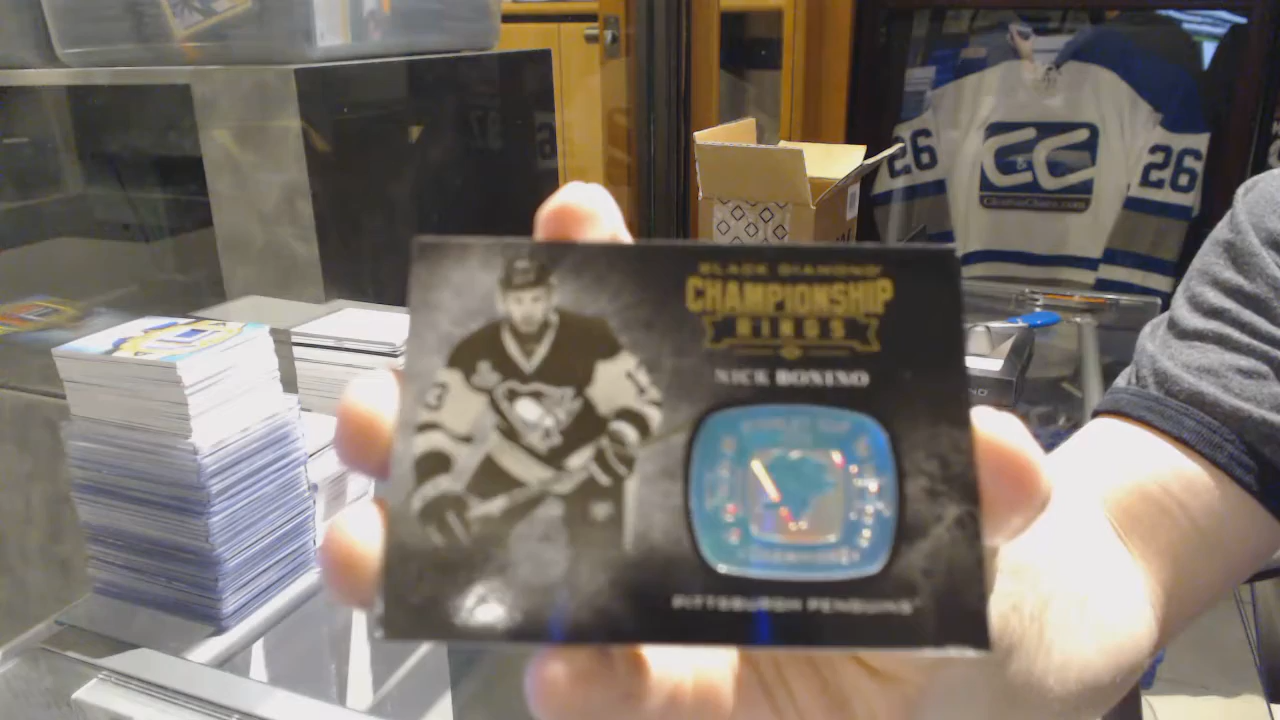 BLACK DIAMOND
CHAMPIONSHIP
RINGS
NICK BONINO
PITTSBURGH PENGUINS
26
C&C
26